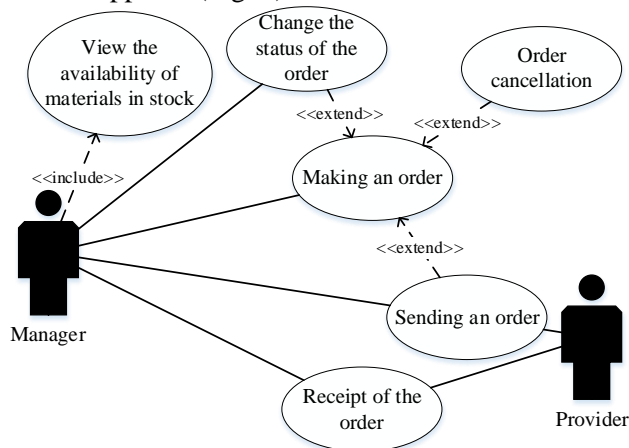 View the
availability of
materials in stock
Change the
status of the
order
Order
cancellation
<<extend>>
<<extend>>
<<include>>
Making an order
<<extend>>
Manager
Sending an order
Receipt of the
order
Provider